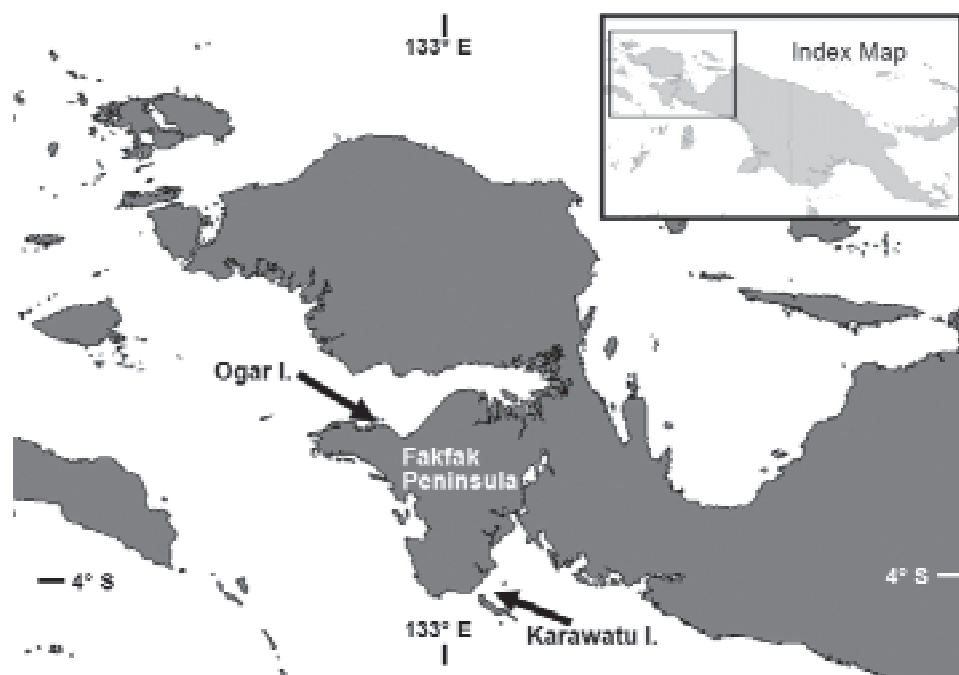 133° E
Index Map
Ogar I.
Fakfak
Peninsula
4° S
4° S
133° E
Karawatu I.